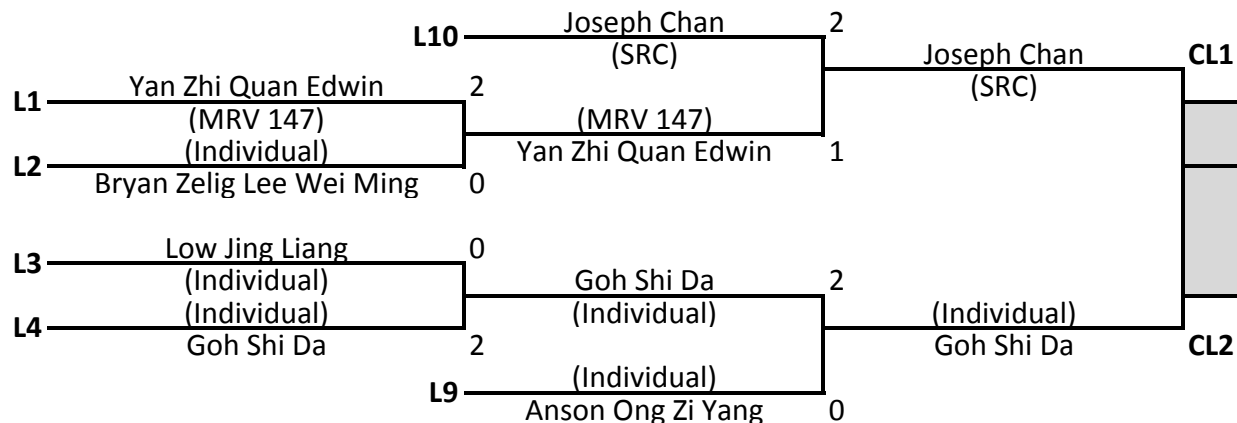 L10 Joseph Chan 2
(SRC)
Joseph Chan CL1
(SRC)
L1 Yan Zhi Quan Edwin 2
(MRV 147)
(Individual)
L2 Bryan Zelig Lee Wei Ming 0
(MRV 147)
Yan Zhi Quan Edwin 1
L3 Low Jing Liang 0
(Individual)
(Individual)
L4 Goh Shi Da 2
Goh Shi Da 2
(Individual)
(Individual)
Goh Shi Da CL2
(Individual)
L9 Anson Ong Zi Yang 0